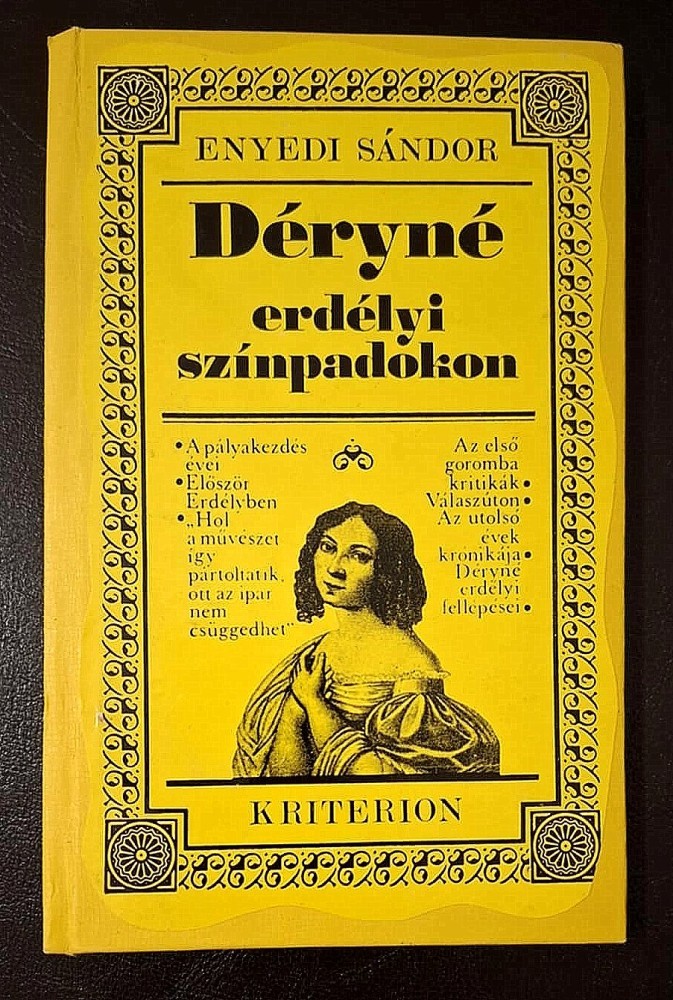 ENYEDI SÁNDOR
Déryné
erdélyi
színpadokon
• A pályakezdés
évei
• Először
Erdélyben
• „Hol
a művészet
így
pártoltatik,
ott az ipar
nem
csüggedhet”
Az első
goromba
kritikák •
Válaszúton •
Az utolsó
évek
krónikája •
Déryné
erdélyi
fellépései •
KRITERION